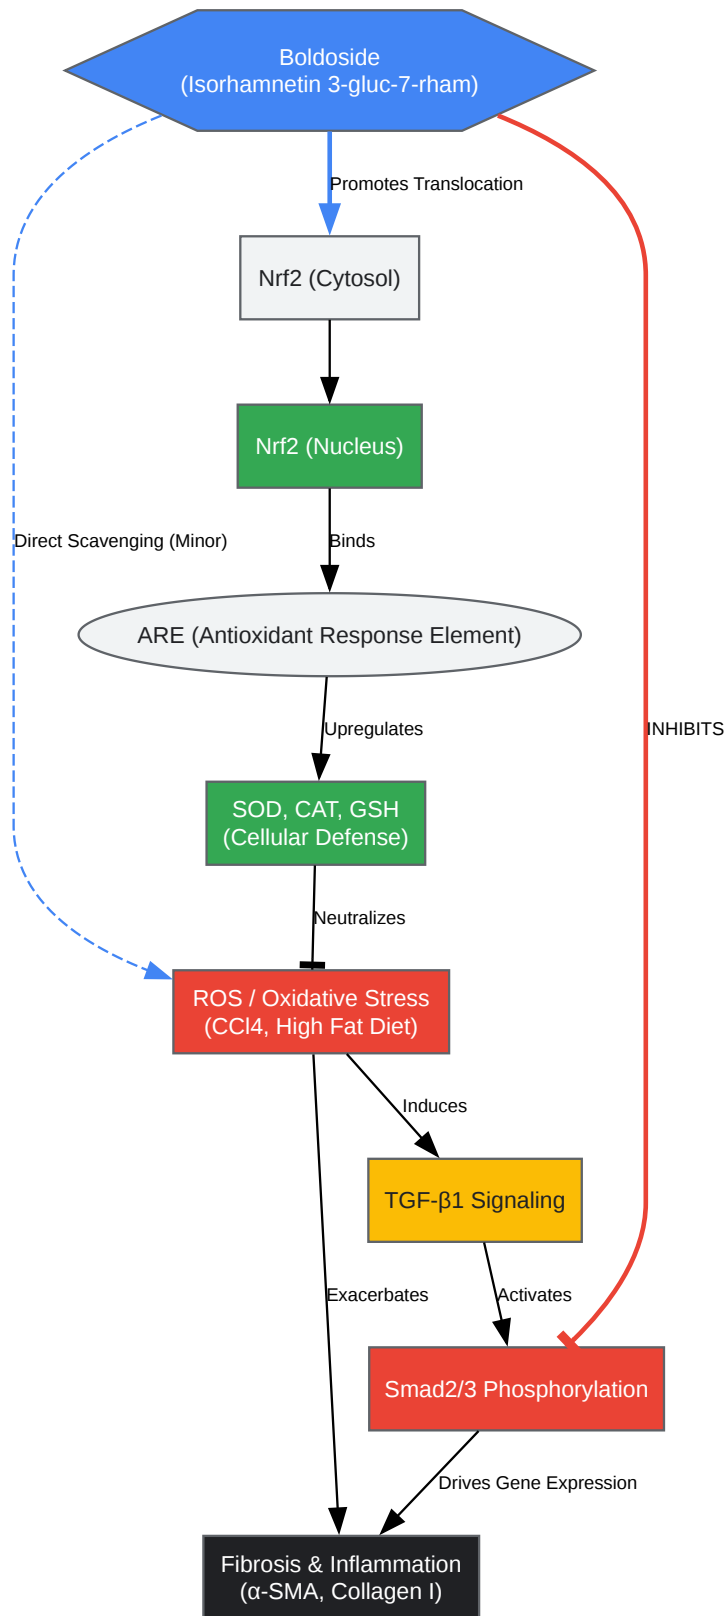 Boldoside
(Isorhamnetin 3-gluc-7-rham)
Promotes Translocation
Nrf2 (Cytosol)
Nrf2 (Nucleus)
Direct Scavenging (Minor)
Binds
ARE (Antioxidant Response Element)
Upregulates
INHIBITS
SOD, CAT, GSH
(Cellular Defense)
Neutralizes
ROS / Oxidative Stress
(CCl4, High Fat Diet)
Induces
TGF-β1 Signaling
Exacerbates
Activates
Smad2/3 Phosphorylation
Drives Gene Expression
Fibrosis & Inflammation
(α-SMA, Collagen I)